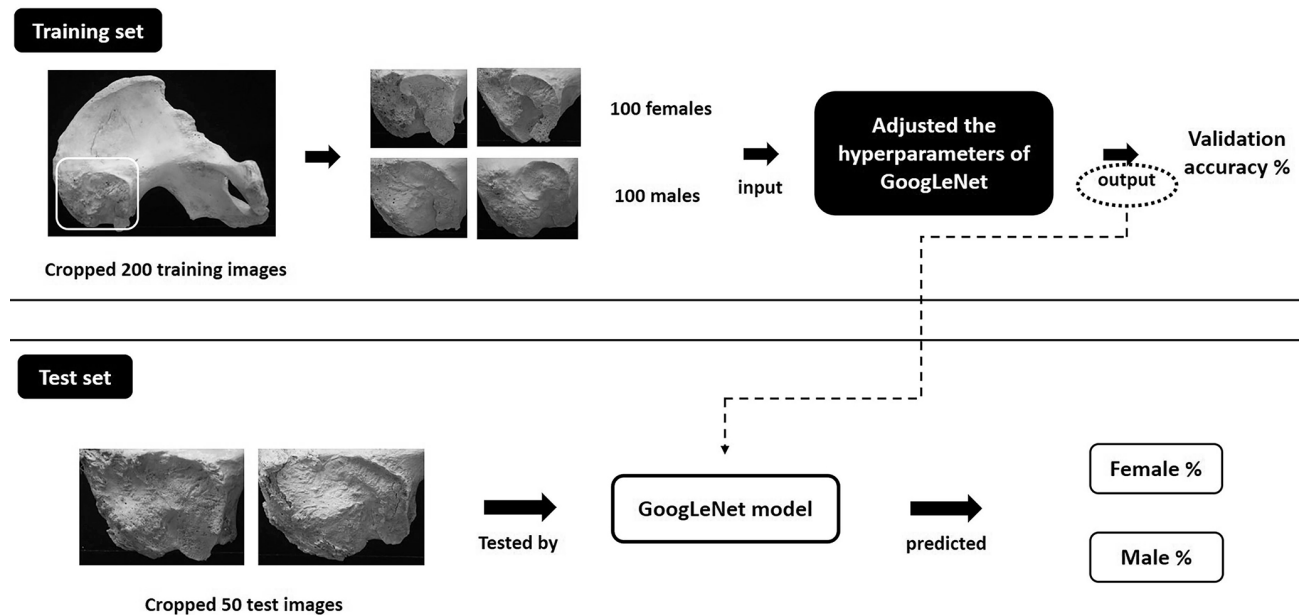 Training set
Cropped 200 training images
100 females
100 males
input
Adjusted the
hyperparameters of
GoogLeNet
output
Validation
accuracy %
Test set
Cropped 50 test images
Tested by
GoogLeNet model
predicted
Female %
Male %